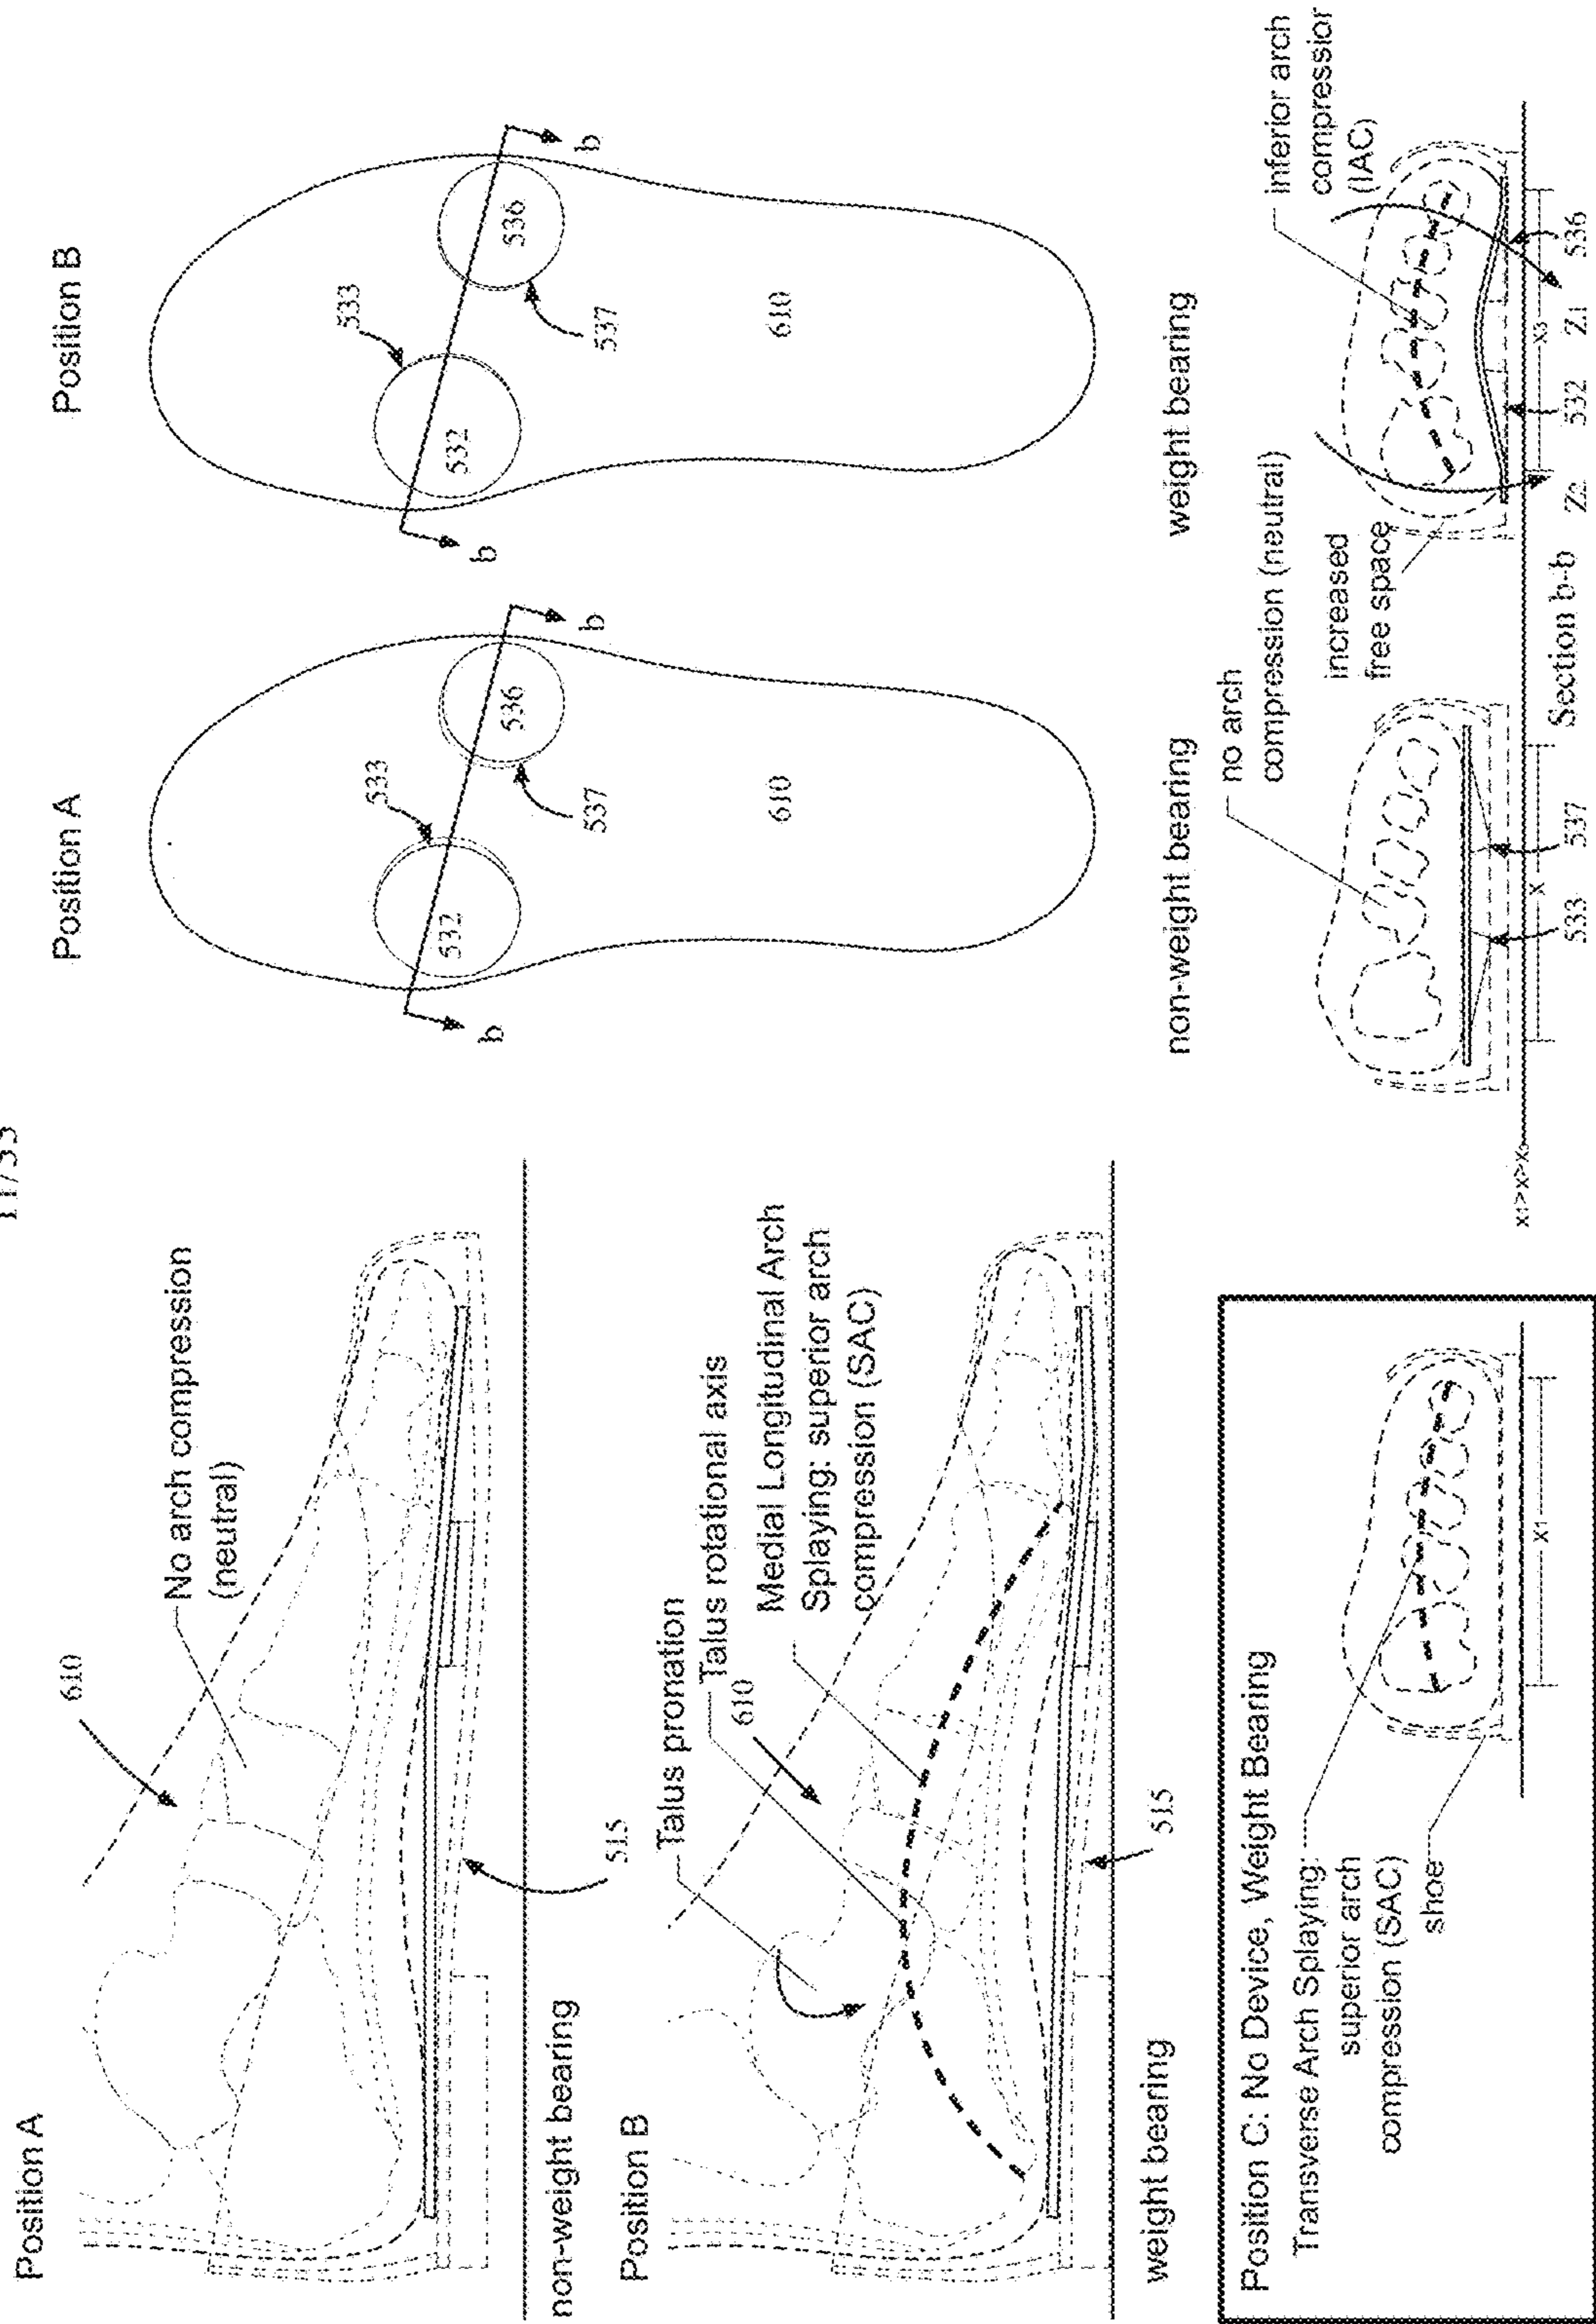 11/33
Position A
610
No arch compression
(neutral)
515
non-weight bearing
Position B
Talus pronation
Talus rotational axis
610
Medial Longitudinal Arch
Splaying: superior arch
compression (SAC)
515
weight bearing
Position C: No Device, Weight Bearing
Transverse Arch Splaying:
superior arch
compression (SAC)
shoe
X1
Position A
533
532
536
537
b
b
610
Position B
533
532
536
537
b
b
610
non-weight bearing
no arch
compression (neutral)
X
533
537
X1>X>X3
Section b-b
weight bearing
increased
free space
inferior arch
compression
(IAC)
X3
Z2
532
Z1
536